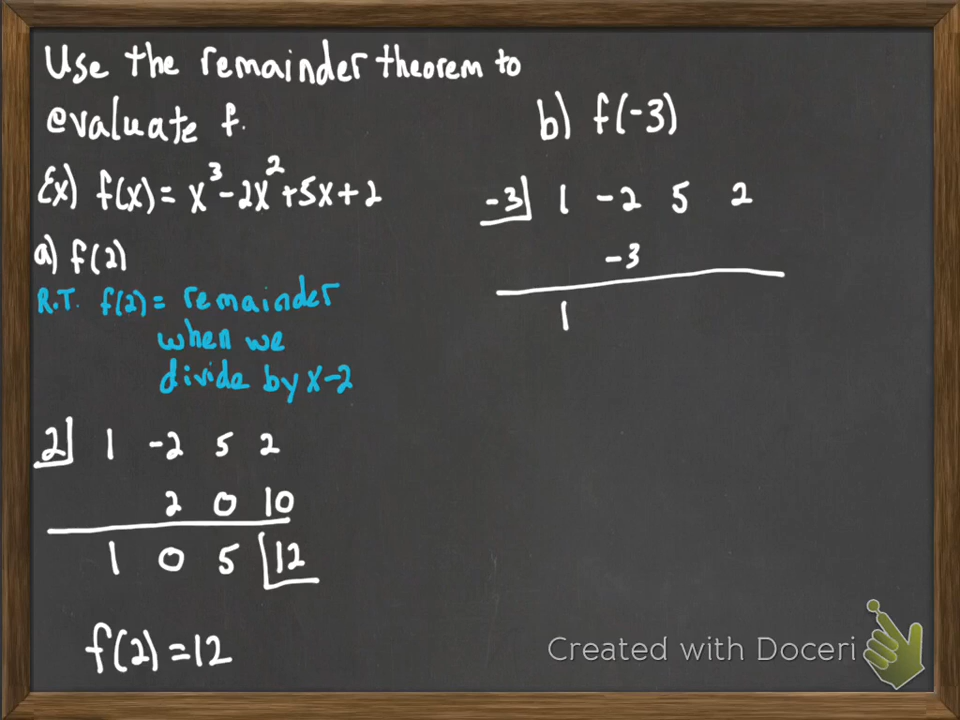 Use the remainder theorem to
evaluate f.
Ex) f(x) = x³ - 2x² + 5x + 2
a) f(2)
R.T. f(2) = remainder
when we
divide by x-2
2 1 -2 5 2
2 0 10
1 0 5 12
f(2) = 12
b) f(-3)
-3 1 -2 5 2
-3
1
Created with Doceri